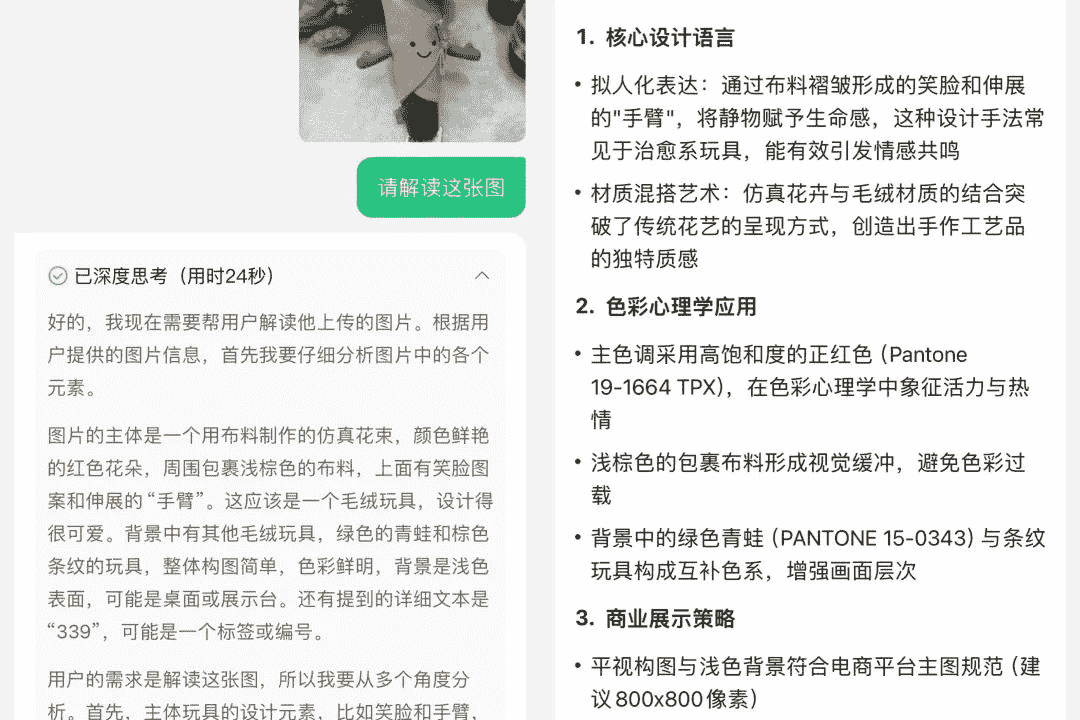 请解读这张图
已深度思考（用时24秒）
好的，我现在需要帮用户解读他上传的图片。根据用
户提供的图片信息，首先我要仔细分析图片中的各个
元素。
图片的主体是一个用布料制作的仿真花束，颜色鲜艳
的红色花朵，周围包裹浅棕色的布料，上面有笑脸图
案和伸展的“手臂”。这应该是一个毛绒玩具，设计得
很可爱。背景中有其他毛绒玩具，绿色的青蛙和棕色
条纹的玩具，整体构图简单，色彩鲜明，背景是浅色
表面，可能是桌面或展示台。还有提到的详细文本是
“339”，可能是一个标签或编号。
用户的需求是解读这张图，所以我要从多个角度分
析。首先，主体玩具的设计元素，比如笑脸和手臂，
1. 核心设计语言
• 拟人化表达：通过布料褶皱形成的笑脸和伸展
的"手臂"，将静物赋予生命感，这种设计手法常
见于治愈系玩具，能有效引发情感共鸣
• 材质混搭艺术：仿真花卉与毛绒材质的结合突
破了传统花艺的呈现方式，创造出手作工艺品
的独特质感
2. 色彩心理学应用
• 主色调采用高饱和度的正红色（Pantone
19-1664 TPX），在色彩心理学中象征活力与热
情
• 浅棕色的包裹布料形成视觉缓冲，避免色彩过
载
• 背景中的绿色青蛙（PANTONE 15-0343）与条纹
玩具构成互补色系，增强画面层次
3. 商业展示策略
• 平视构图与浅色背景符合电商平台主图规范（建
议800x800像素）